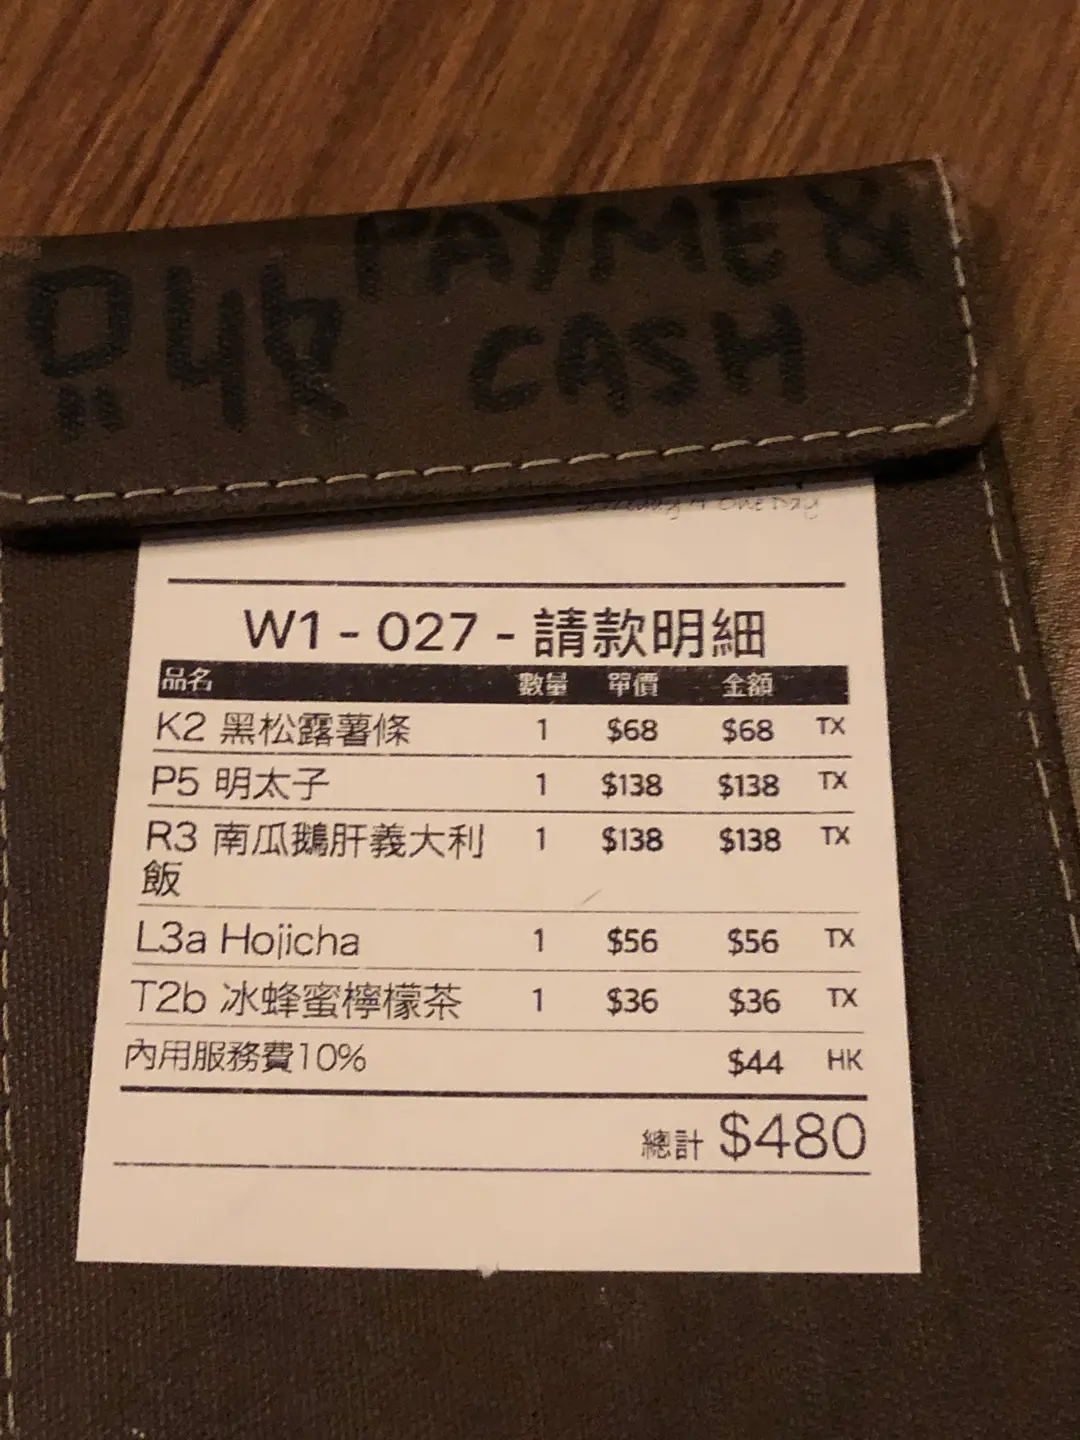 只收 PAYME &
CASH
W1 - 027 - 請款明細
品名 數量 單價 金額
K2 黑松露薯條 1 $68 $68 TX
P5 明太子 1 $138 $138 TX
R3 南瓜鵝肝義大利 1 $138 $138 TX
飯
L3a Hojicha 1 $56 $56 TX
T2b 冰蜂蜜檸檬茶 1 $36 $36 TX
內用服務費10% $44 HK
總計 $480